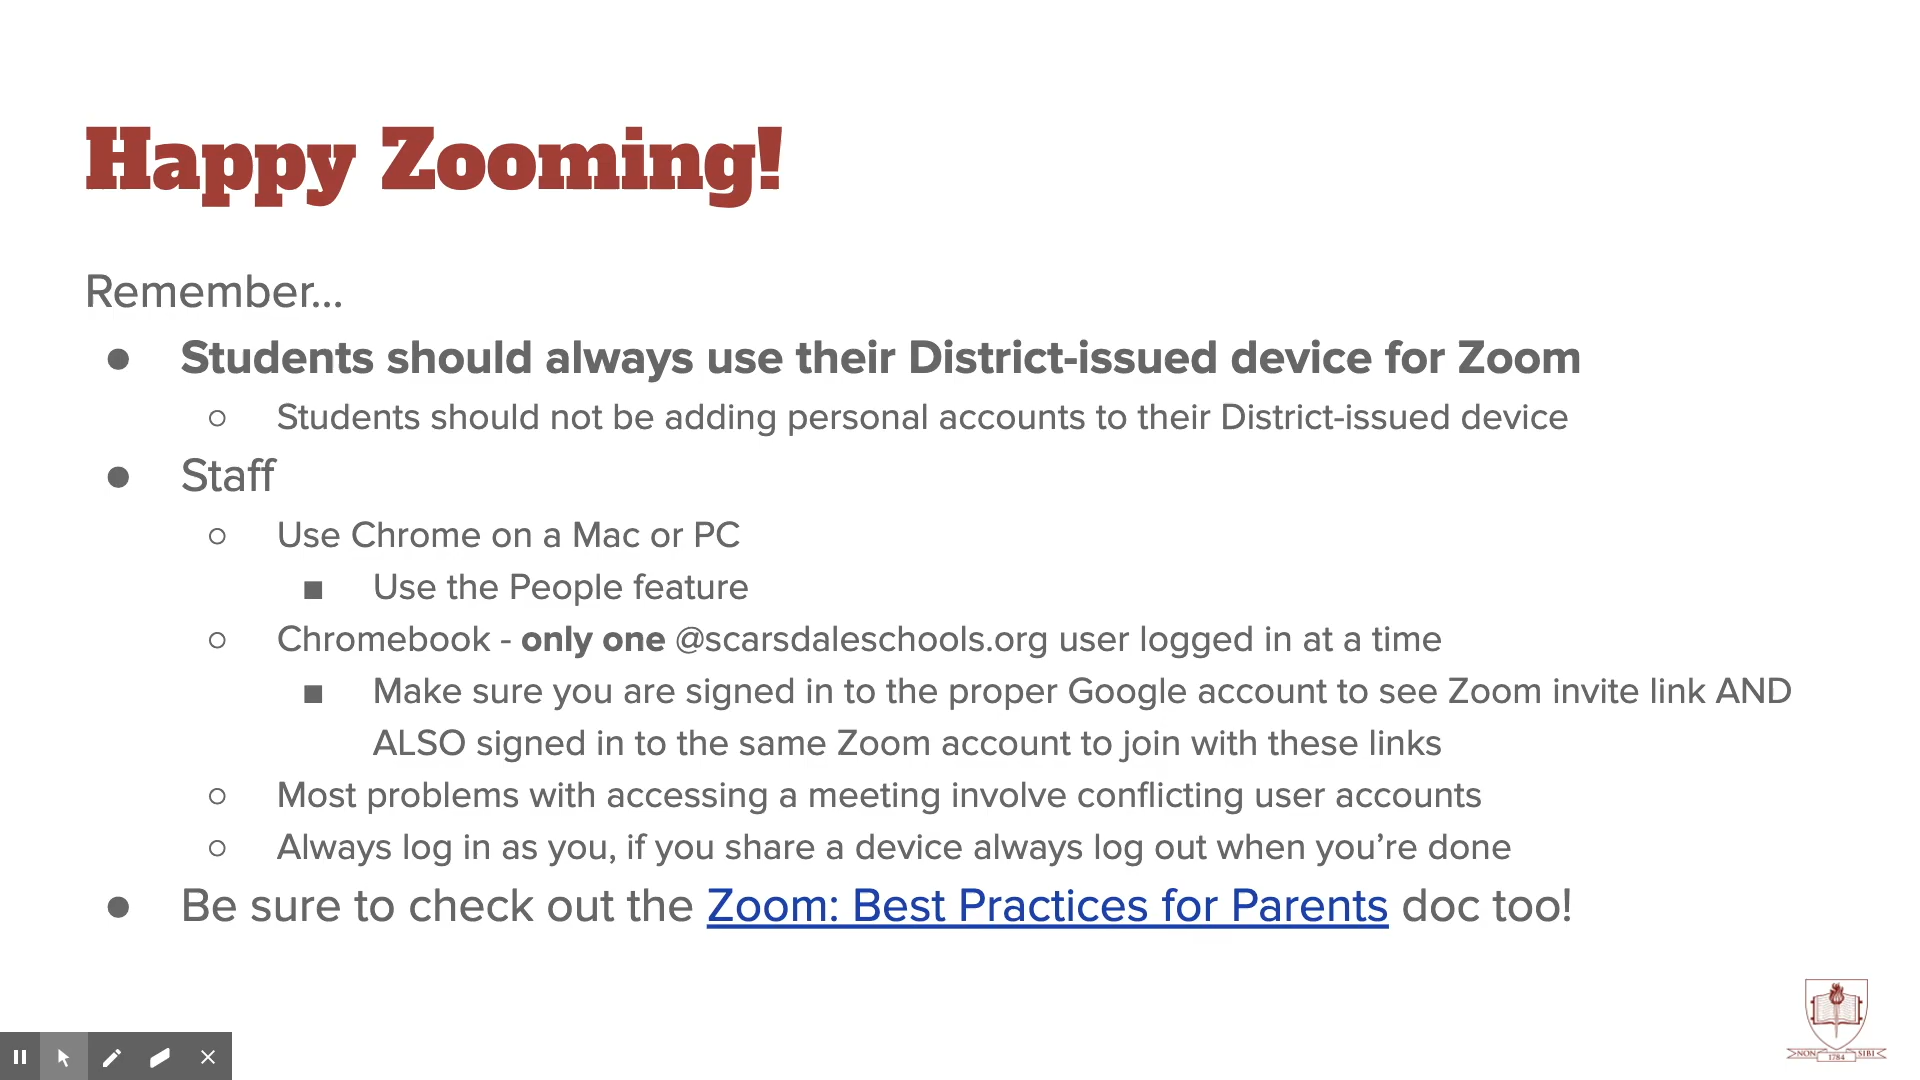 Happy Zooming!
Remember...
● Students should always use their District-issued device for Zoom
○ Students should not be adding personal accounts to their District-issued device
● Staff
○ Use Chrome on a Mac or PC
■ Use the People feature
○ Chromebook - only one @scarsdaleschools.org user logged in at a time
■ Make sure you are signed in to the proper Google account to see Zoom invite link AND
ALSO signed in to the same Zoom account to join with these links
○ Most problems with accessing a meeting involve conflicting user accounts
○ Always log in as you, if you share a device always log out when you’re done
● Be sure to check out the Zoom: Best Practices for Parents doc too!
NON 1784 SIBI